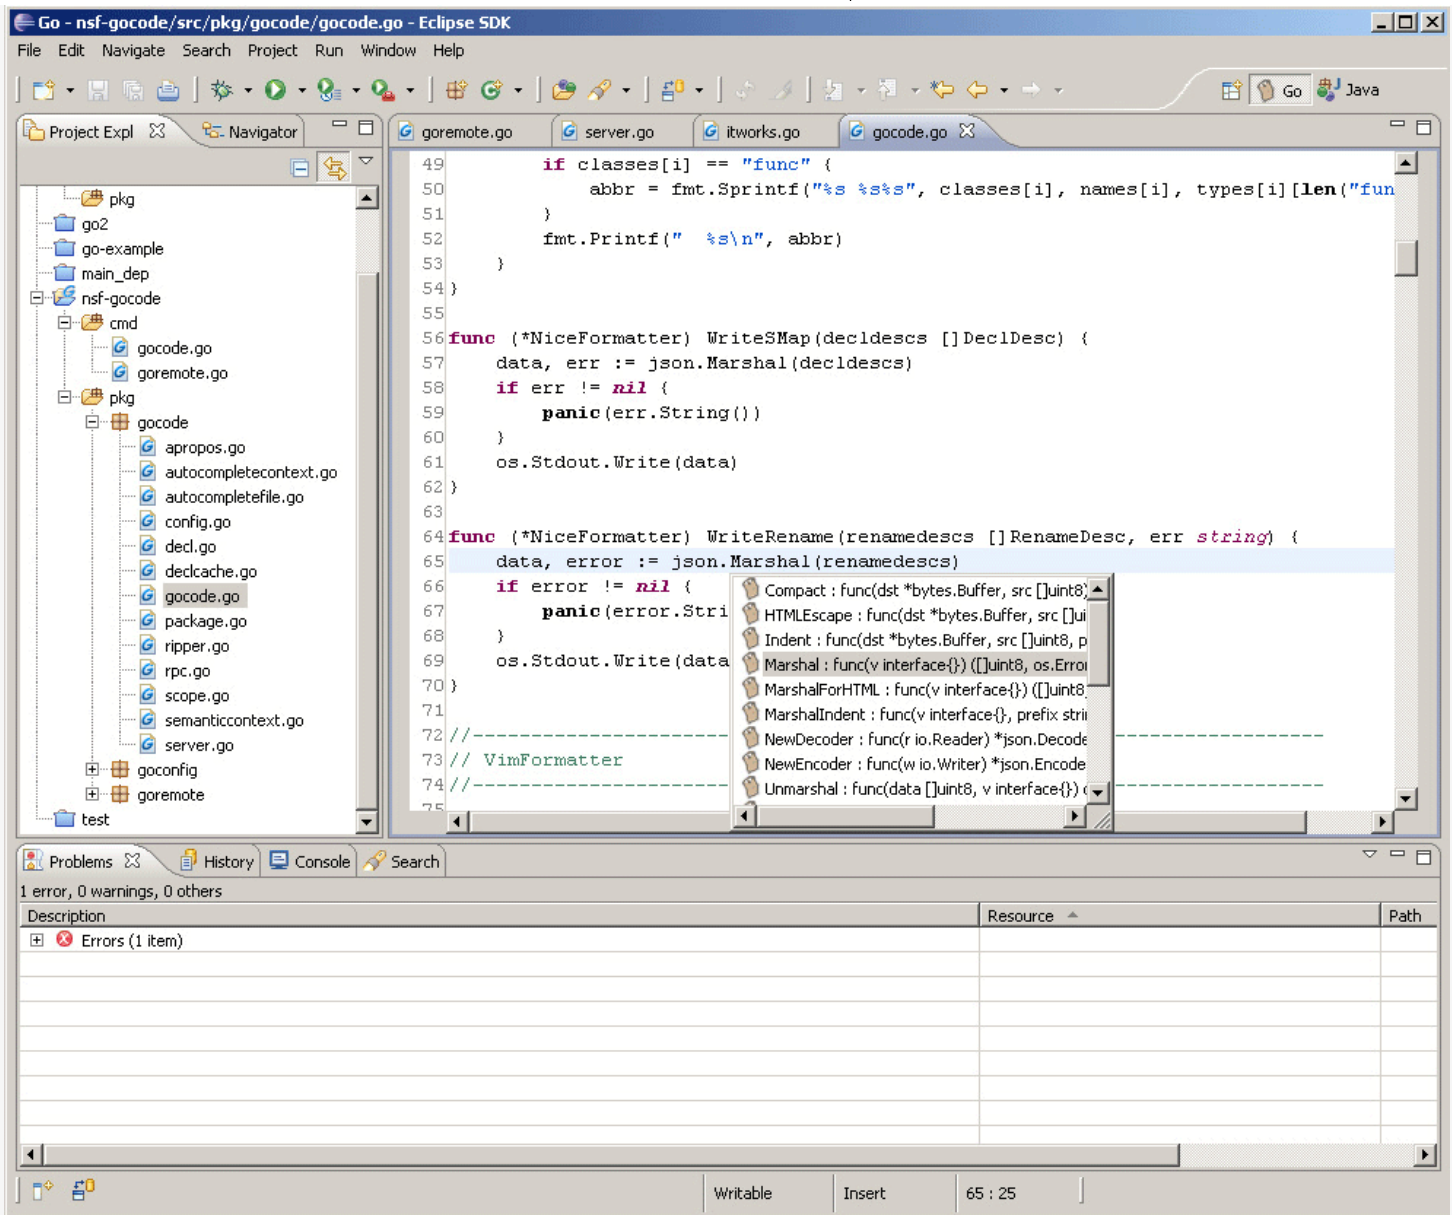 Go - nsf-gocode/src/pkg/gocode/gocode.go - Eclipse SDK
File Edit Navigate Search Project Run Window Help
Go Java
Project Expl Navigator
goremote.go server.go itworks.go gocode.go
pkg
go2
go-example
main_dep
nsf-gocode
cmd
gocode.go
goremote.go
pkg
gocode
apropos.go
autocompletecontext.go
autocompletefile.go
config.go
decl.go
declcache.go
gocode.go
package.go
ripper.go
rpc.go
scope.go
semanticcontext.go
server.go
goconfig
goremote
test
49 if classes[i] == "func" {
50 abbr = fmt.Sprintf("%s %s%s", classes[i], names[i], types[i][len("fun
51 }
52 fmt.Printf("  %s\n", abbr)
53 }
54 }
55
56 func (*NiceFormatter) WriteSMap(decldescs []DeclDesc) {
57 data, err := json.Marshal(decldescs)
58 if err != nil {
59 panic(err.String())
60 }
61 os.Stdout.Write(data)
62 }
63
64 func (*NiceFormatter) WriteRename(renamedescs []RenameDesc, err string) {
65 data, error := json.Marshal(renamedescs)
66 if error != nil {
67 panic(error.Stri
68 }
69 os.Stdout.Write(data
70 }
71
72 //------------------------------------------------
73 // VimFormatter
74 //------------------------------------------------
75
Compact : func(dst *bytes.Buffer, src []uint8)
HTMLEscape : func(dst *bytes.Buffer, src []ui
Indent : func(dst *bytes.Buffer, src []uint8, p
Marshal : func(v interface{}) ([]uint8, os.Erro
MarshalForHTML : func(v interface{}) ([]uint8
MarshalIndent : func(v interface{}, prefix stri
NewDecoder : func(r io.Reader) *json.Decode
NewEncoder : func(w io.Writer) *json.Encode
Unmarshal : func(data []uint8, v interface{})
Problems History Console Search
1 error, 0 warnings, 0 others
Description Resource Path
Errors (1 item)
Writable Insert 65 : 25